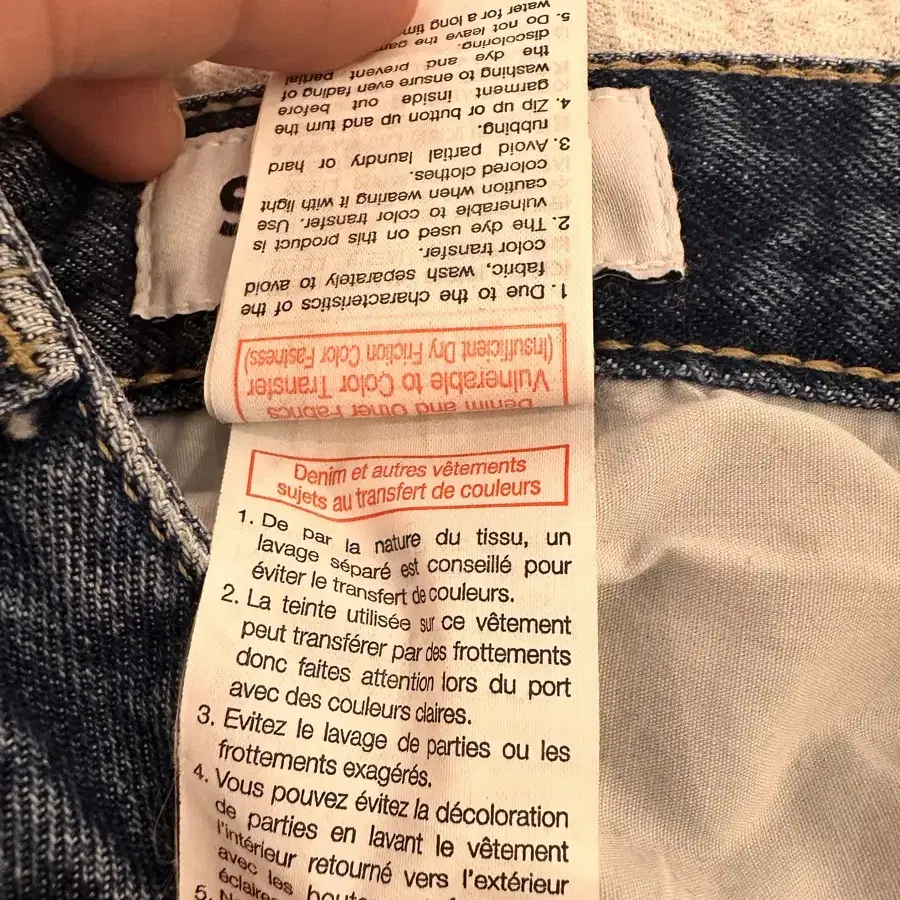 Denim and Other Fabrics
Vulnerable to Color Transfer
(Insufficient Dry Friction Color Fastness)
1. Due to the characteristics of the
fabric, wash separately to avoid
color transfer.
2. The dye used on this product is
vulnerable to color transfer. Use
caution when wearing it with light
colored clothes.
3. Avoid partial laundry or hard
rubbing.
4. Zip up or button up and turn the
garment inside out before
washing to ensure even fading of
the dye and prevent partial
discoloring.
5. Do not leave the
water for a long time
Denim et autres vêtements
sujets au transfert de couleurs
1. De par la nature du tissu, un
lavage séparé est conseillé pour
éviter le transfert de couleurs.
2. La teinte utilisée sur ce vêtement
peut transférer par des frottements
donc faites attention lors du port
avec des couleurs claires.
3. Evitez le lavage de parties ou les
frottements exagérés.
4. Vous pouvez évitez la décoloration
de parties en lavant le vêtement
l'intérieur retourné vers l'extérieur
avec les
5.